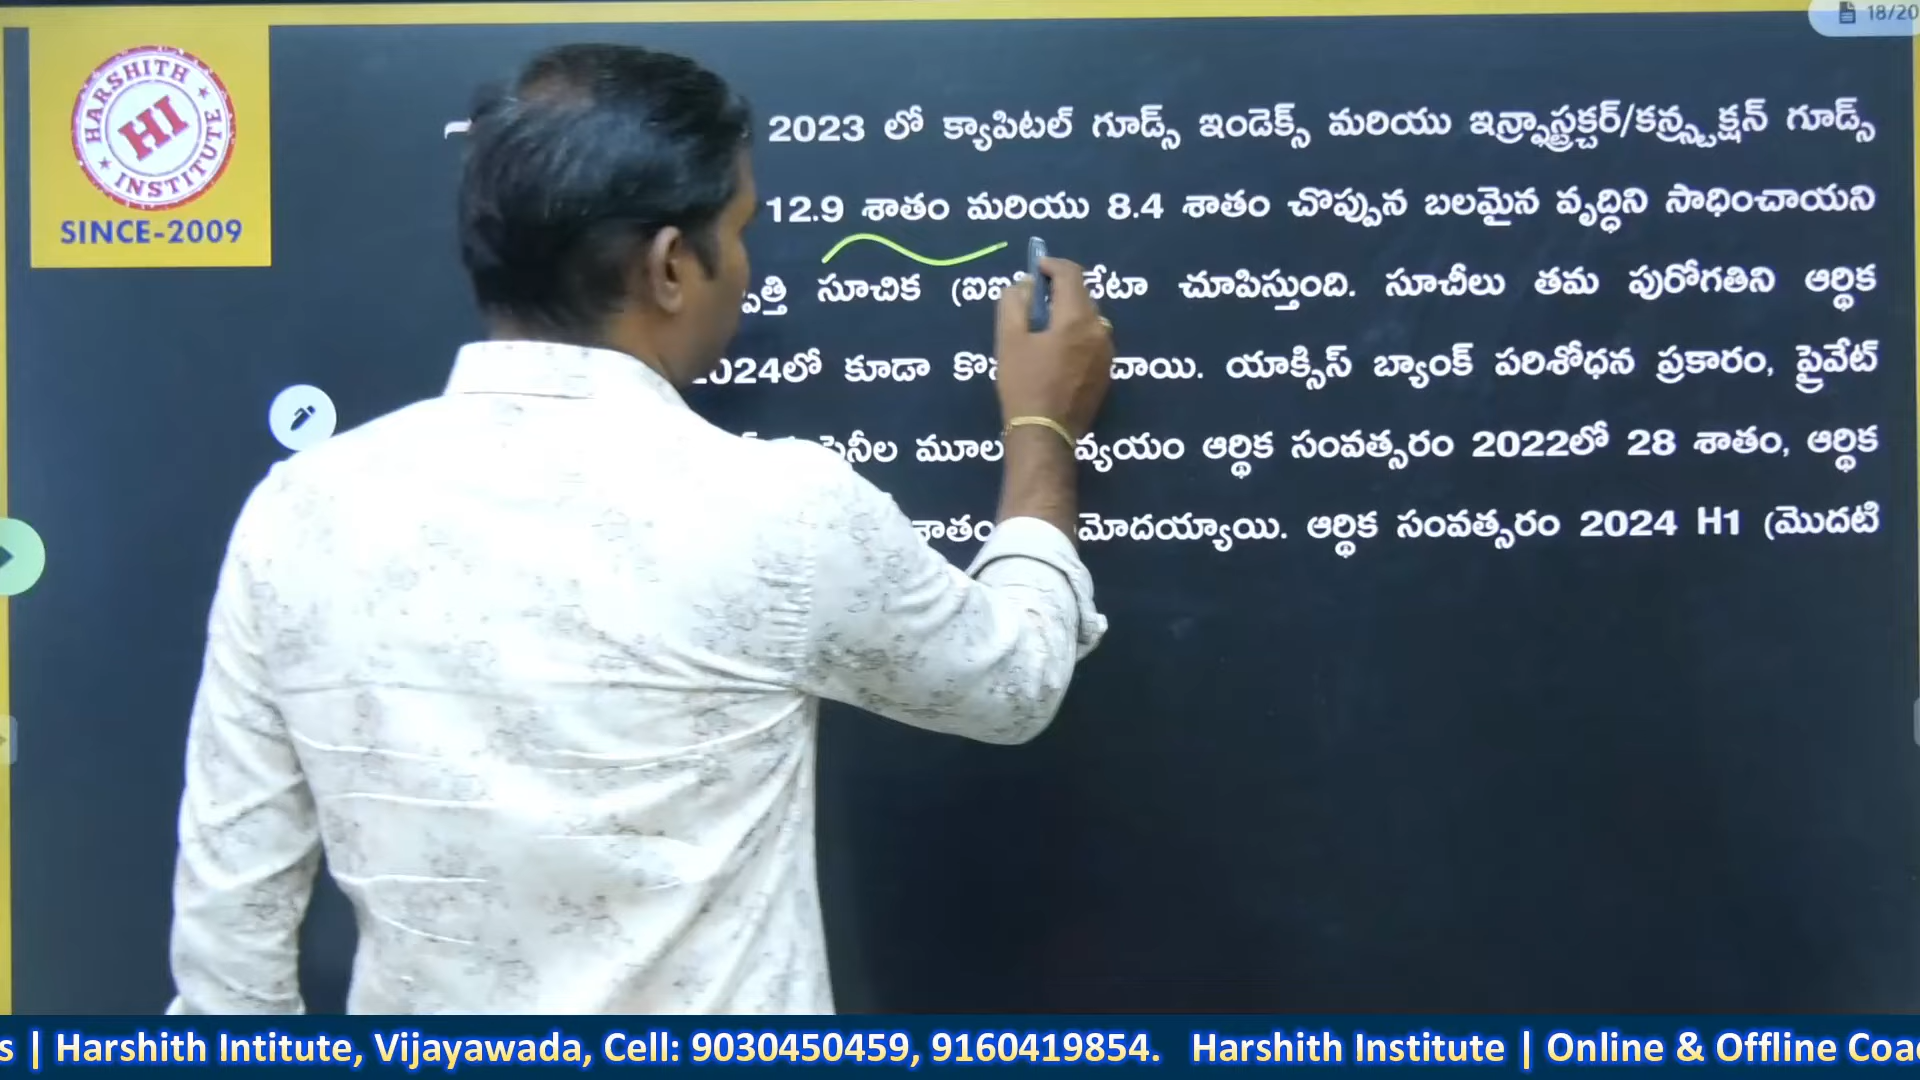 18/20
HARSHITH
HI
INSTITUTE
SINCE-2009
2023 లో క్యాపిటల్ గూడ్స్ ఇండెక్స్ మరియు ఇన్ఫ్రాస్ట్రక్చర్/కన్స్ట్రక్షన్ గూడ్స్
12.9 శాతం మరియు 8.4 శాతం చొప్పున బలమైన వృద్ధిని సాధించాయని
సూచిక డేటా చూపిస్తుంది. సూచీలు తమ పురోగతిని ఆర్థిక
2024లో కూడా యాక్సిస్ బ్యాంక్ పరిశోధన ప్రకారం, ప్రైవేట్
వ్యయం ఆర్థిక సంవత్సరం 2022లో 28 శాతం, ఆర్థిక
శాతం ఆర్థిక సంవత్సరం 2024 H1 (మొదటి
s | Harshith Intitute, Vijayawada, Cell: 9030450459, 9160419854. Harshith Institute | Online & Offline Coa